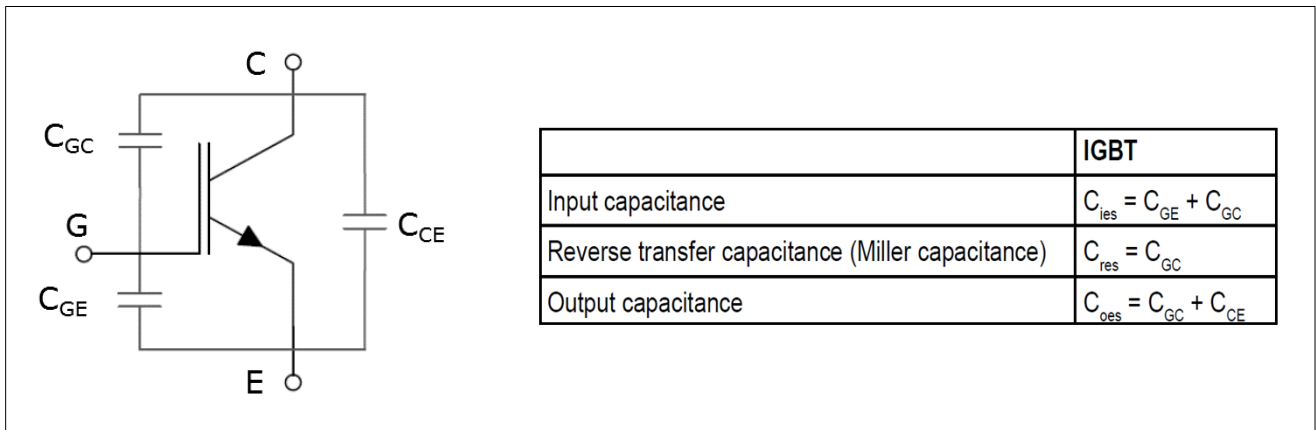 C
C_GC
G
C_GE
C_CE
E
IGBT
Input capacitance C_ies = C_GE + C_GC
Reverse transfer capacitance (Miller capacitance) C_res = C_GC
Output capacitance C_oes = C_GC + C_CE